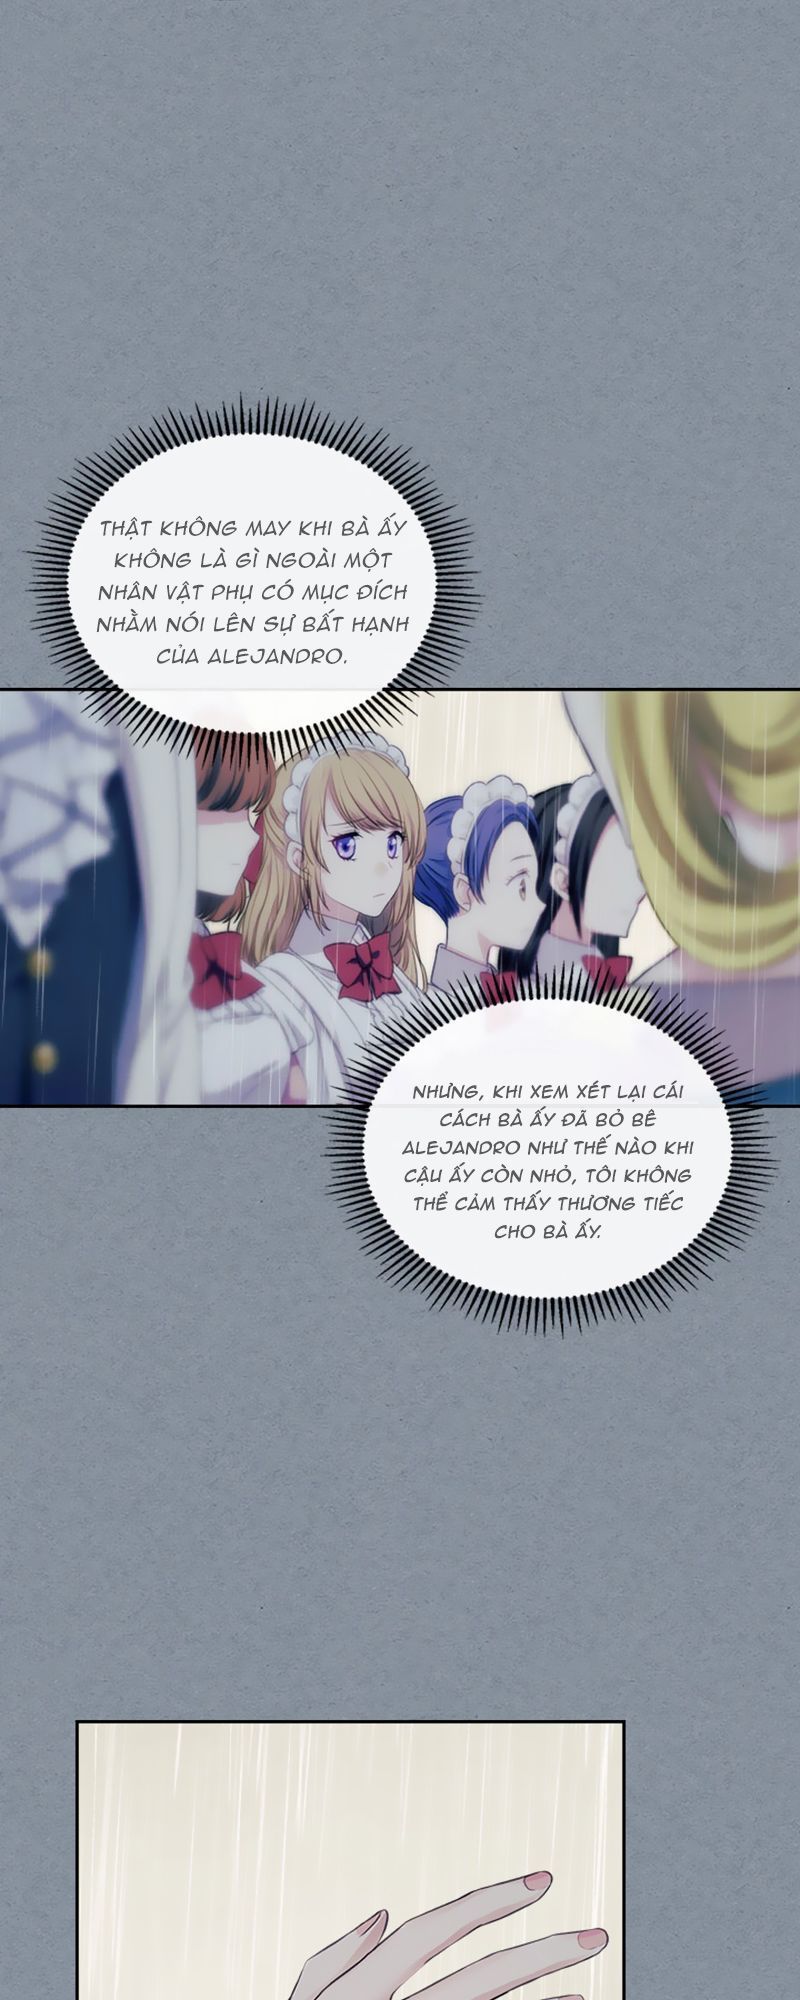 THẬT KHÔNG MAY KHI BÀ ẤY
KHÔNG LÀ GÌ NGOÀI MỘT
NHÂN VẬT PHỤ CÓ MỤC ĐÍCH
NHẰM NÓI LÊN SỰ BẤT HẠNH
CỦA ALEJANDRO.
NHƯNG, KHI XEM XÉT LẠI CÁI
CÁCH BÀ ẤY ĐÃ BỎ BÊ
ALEJANDRO NHƯ THẾ NÀO KHI
CẬU ẤY CÒN NHỎ, TÔI KHÔNG
THỂ CẢM THẤY THƯƠNG TIẾC
CHO BÀ ẤY.